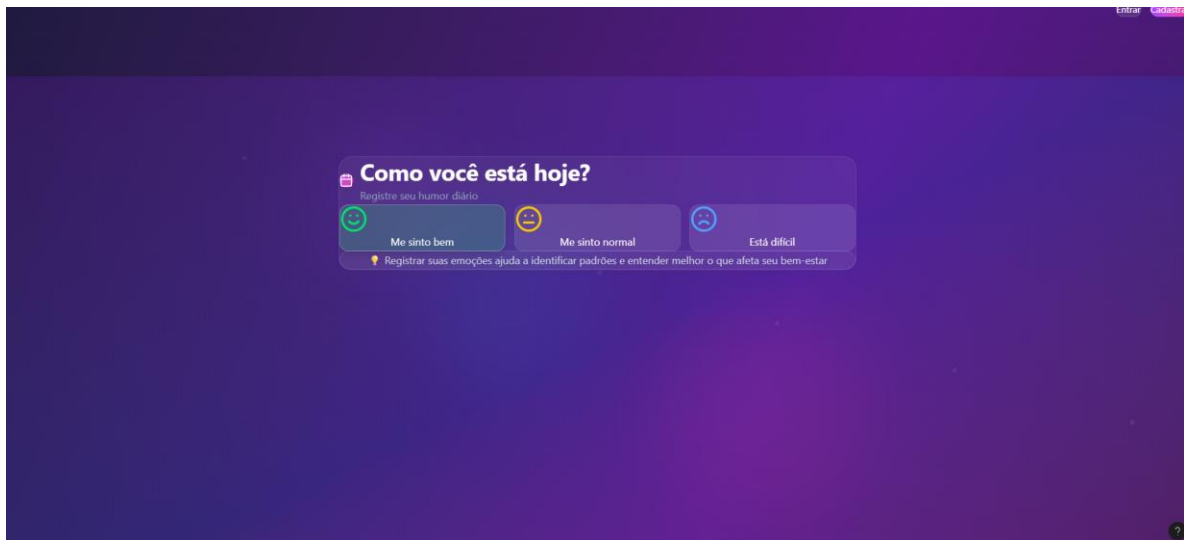 Entrar Cadastra
Como você está hoje?
Registre seu humor diário
Me sinto bem Me sinto normal Está difícil
Registrar suas emoções ajuda a identificar padrões e entender melhor o que afeta seu bem-estar
?